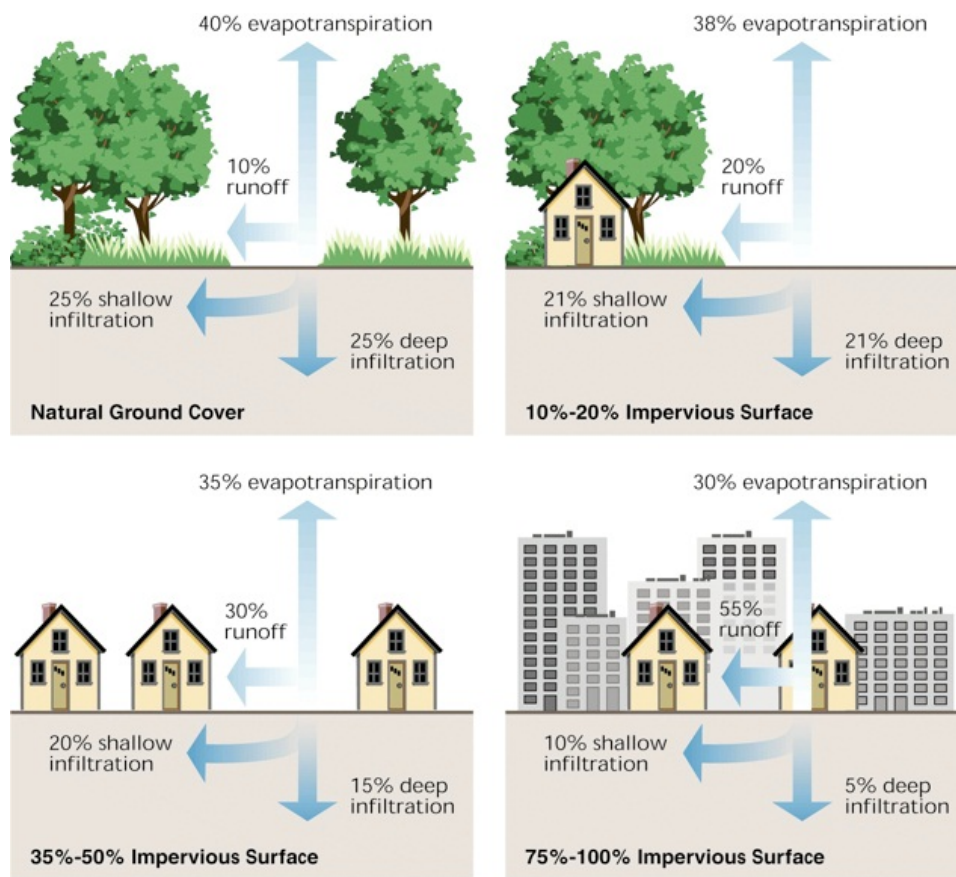 40% evapotranspiration
10%
runoff
25% shallow
infiltration
25% deep
infiltration
Natural Ground Cover
38% evapotranspiration
20%
runoff
21% shallow
infiltration
21% deep
infiltration
10%-20% Impervious Surface
35% evapotranspiration
30%
runoff
20% shallow
infiltration
15% deep
infiltration
35%-50% Impervious Surface
30% evapotranspiration
55%
runoff
10% shallow
infiltration
5% deep
infiltration
75%-100% Impervious Surface